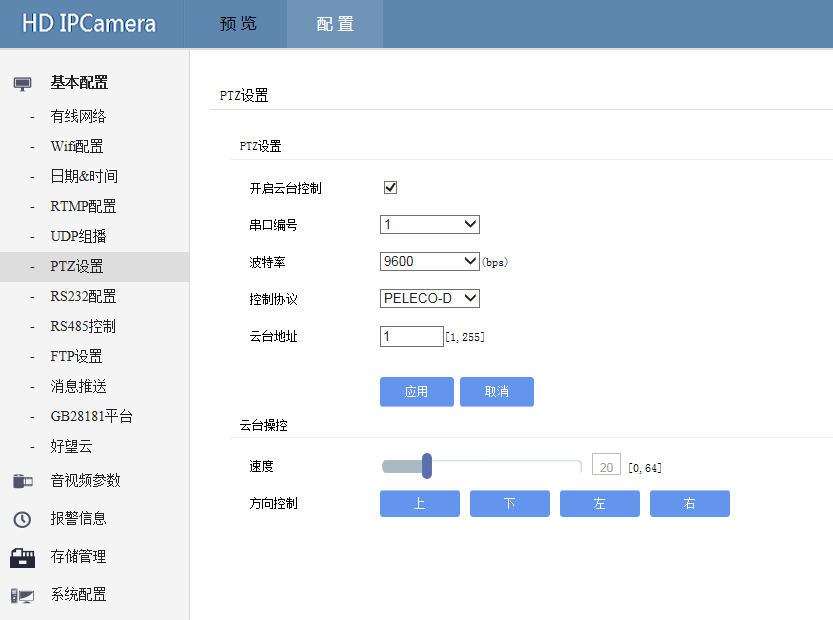 HD IPCamera
预 览
配 置
基本配置
- 有线网络
- Wifi配置
- 日期&时间
- RTMP配置
- UDP组播
- PTZ设置
- RS232配置
- RS485控制
- FTP设置
- 消息推送
- GB28181平台
- 好望云
音视频参数
报警信息
存储管理
系统配置
PTZ设置
PTZ设置
开启云台控制
串口编号 1
波特率 9600 (bps)
控制协议 PELECO-D
云台地址 1 [1,255]
应用 取消
云台操控
速度 20 [0,64]
方向控制 上 下 左 右